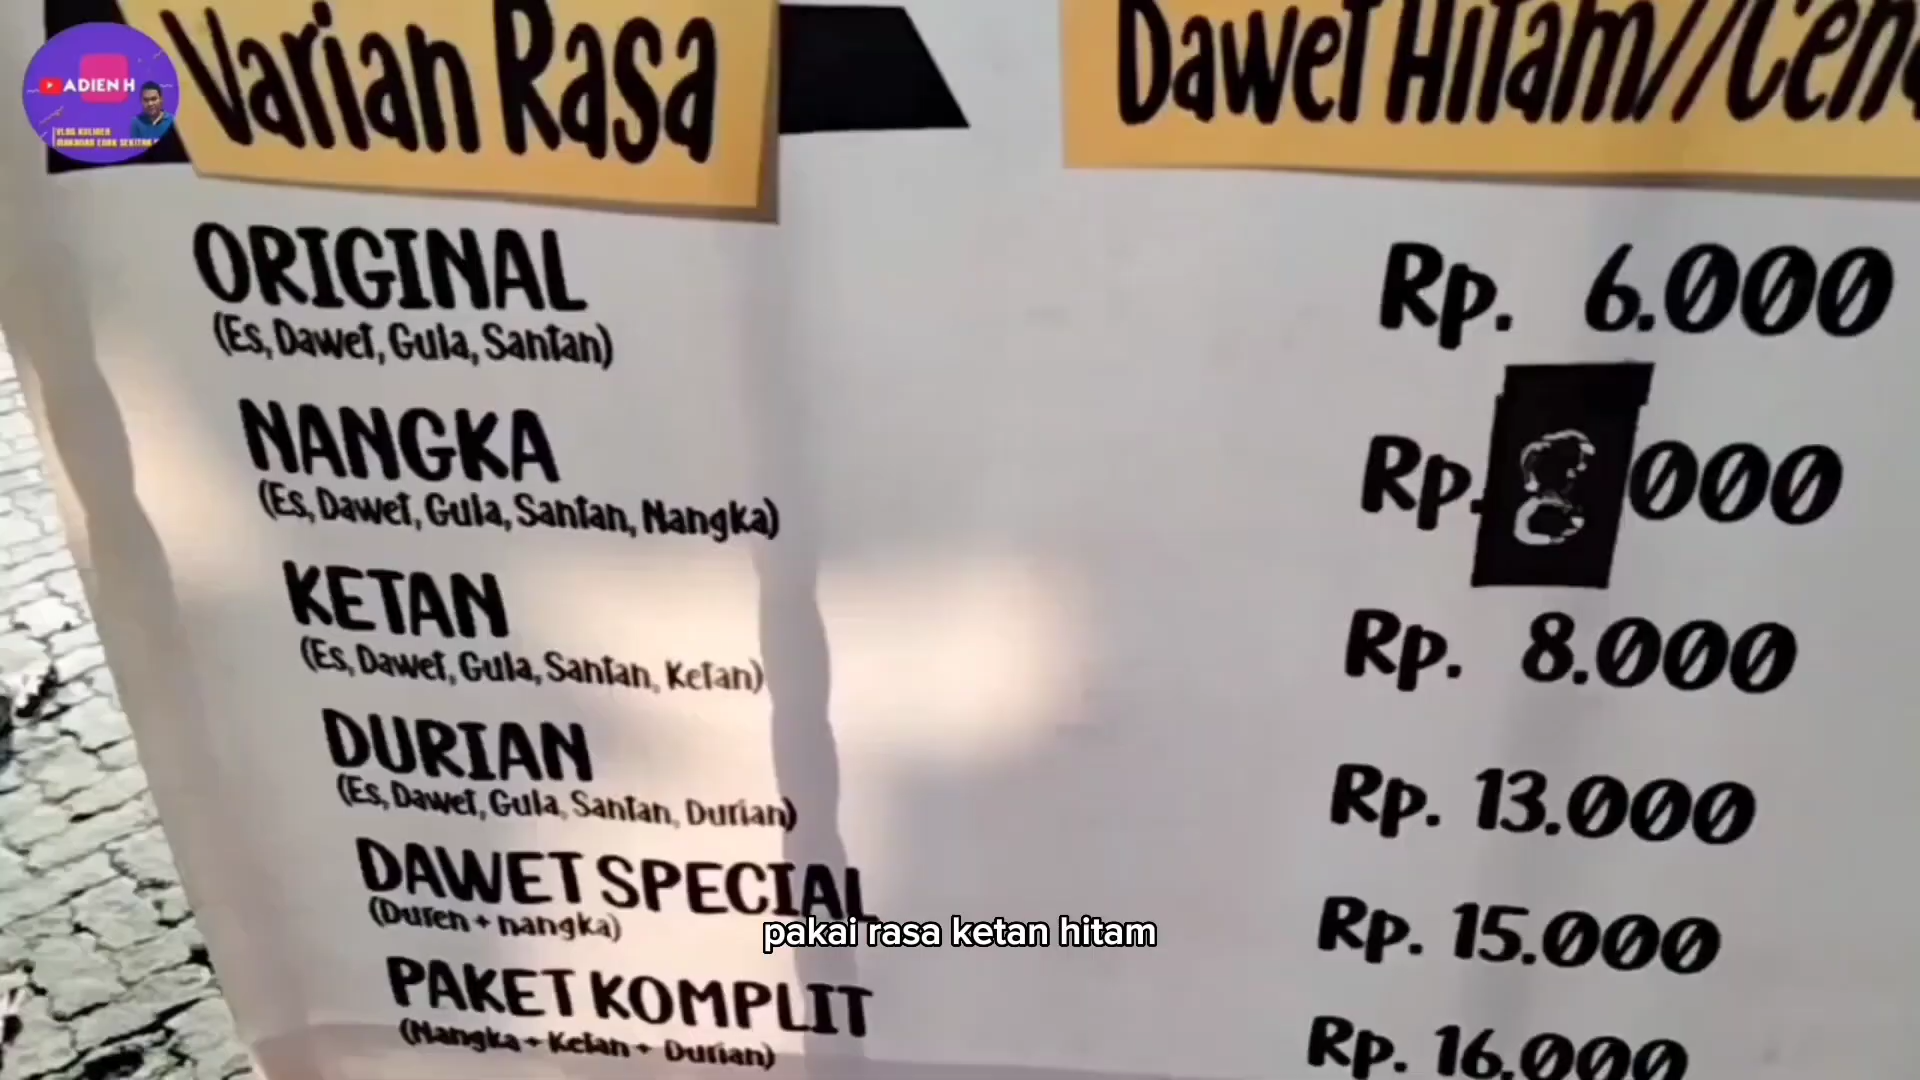 ADIEN H
VLOG KULINER
Varian Rasa
Dawet Hitam//Cen
ORIGINAL
Rp. 6.000
(Es, Dawet, Gula, Santan)
NANGKA
Rp. 8 000
(Es, Dawet, Gula, Santan, Nangka)
KETAN
Rp. 8.000
(Es, Dawet, Gula, Santan, Ketan)
DURIAN
Rp. 13.000
(Es, Dawet, Gula, Santan, Durian)
DAWET SPECIAL
Rp. 15.000
(Duren + nangka)
pakai rasa ketan hitam
PAKET KOMPLIT
Rp. 16.000
(Nangka + Ketan + Durian)